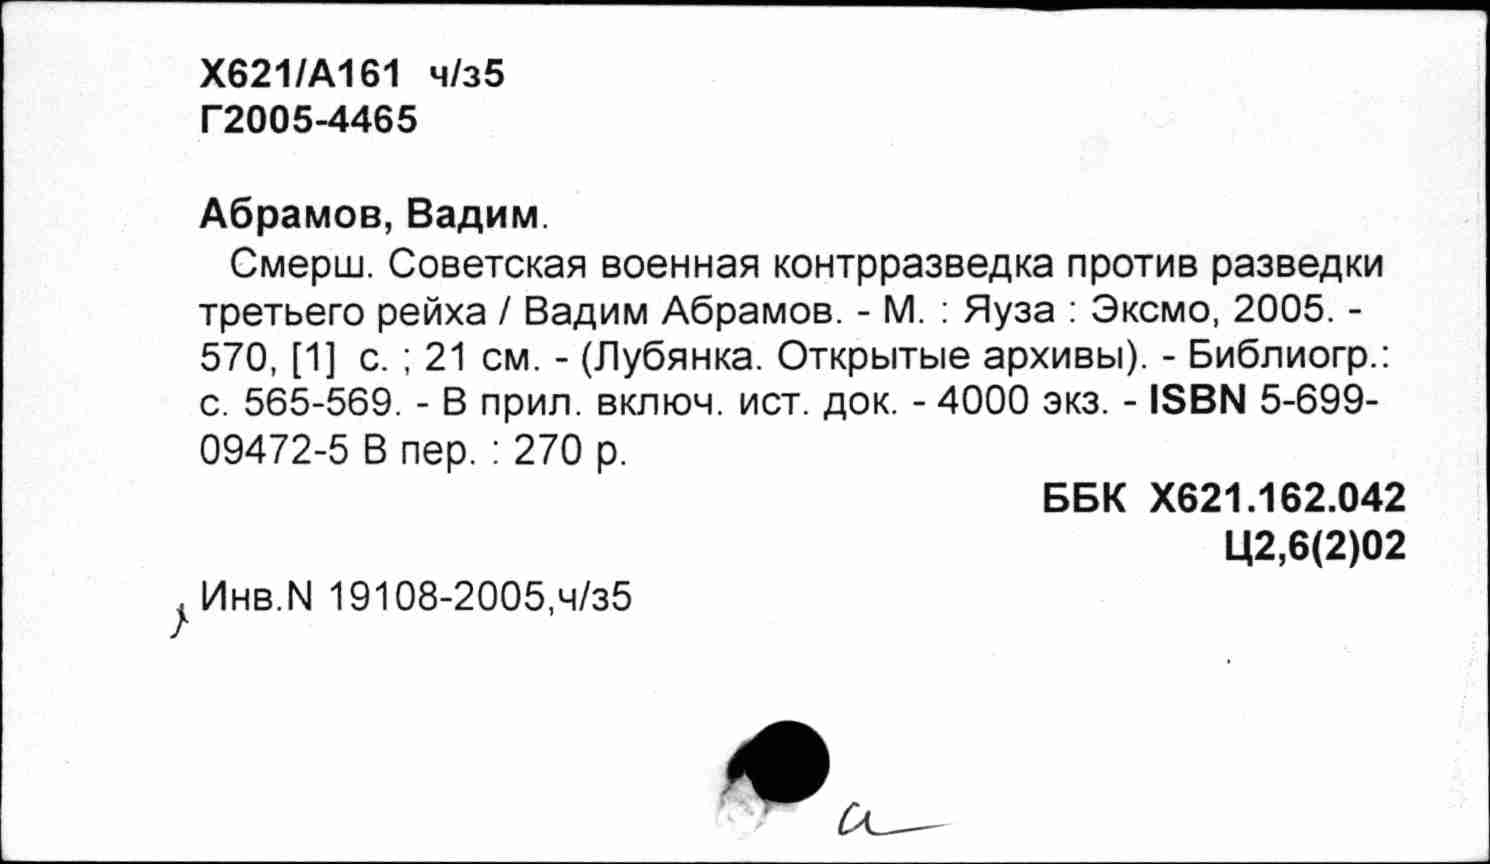 Х621/А161 ч/з5
Г2005-4465
Абрамов, Вадим.
Смерш. Советская военная контрразведка против разведки
третьего рейха / Вадим Абрамов. - М. : Яуза : Эксмо, 2005. -
570, [1] с. ; 21 см. - (Лубянка. Открытые архивы). - Библиогр.:
с. 565-569. - В прил. включ. ист. док. - 4000 экз. - ISBN 5-699-
09472-5 В пер. : 270 р.
ББК Х621.162.042
Ц2,6(2)02
Инв.N 19108-2005,ч/з5
а